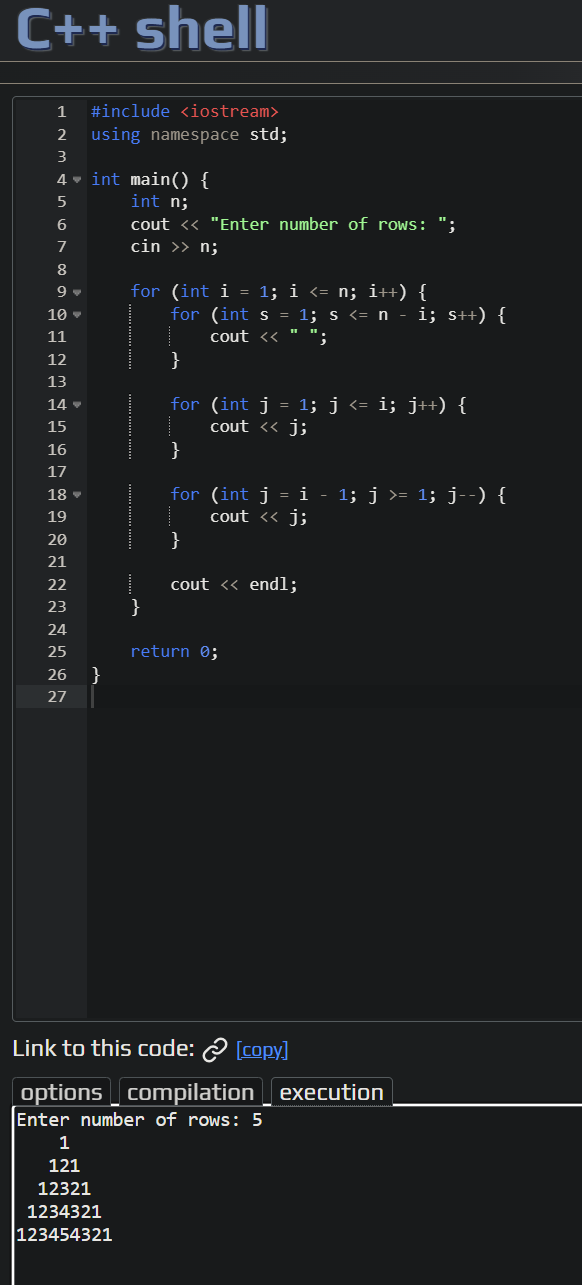 C++ shell
1 #include <iostream>
2 using namespace std;
3
4 int main() {
5     int n;
6     cout << "Enter number of rows: ";
7     cin >> n;
8
9     for (int i = 1; i <= n; i++) {
10         for (int s = 1; s <= n - i; s++) {
11             cout << " ";
12         }
13
14         for (int j = 1; j <= i; j++) {
15             cout << j;
16         }
17
18         for (int j = i - 1; j >= 1; j--) {
19             cout << j;
20         }
21
22         cout << endl;
23     }
24
25     return 0;
26 }
27
Link to this code: [copy]
options compilation execution
Enter number of rows: 5
    1
   121
  12321
 1234321
123454321